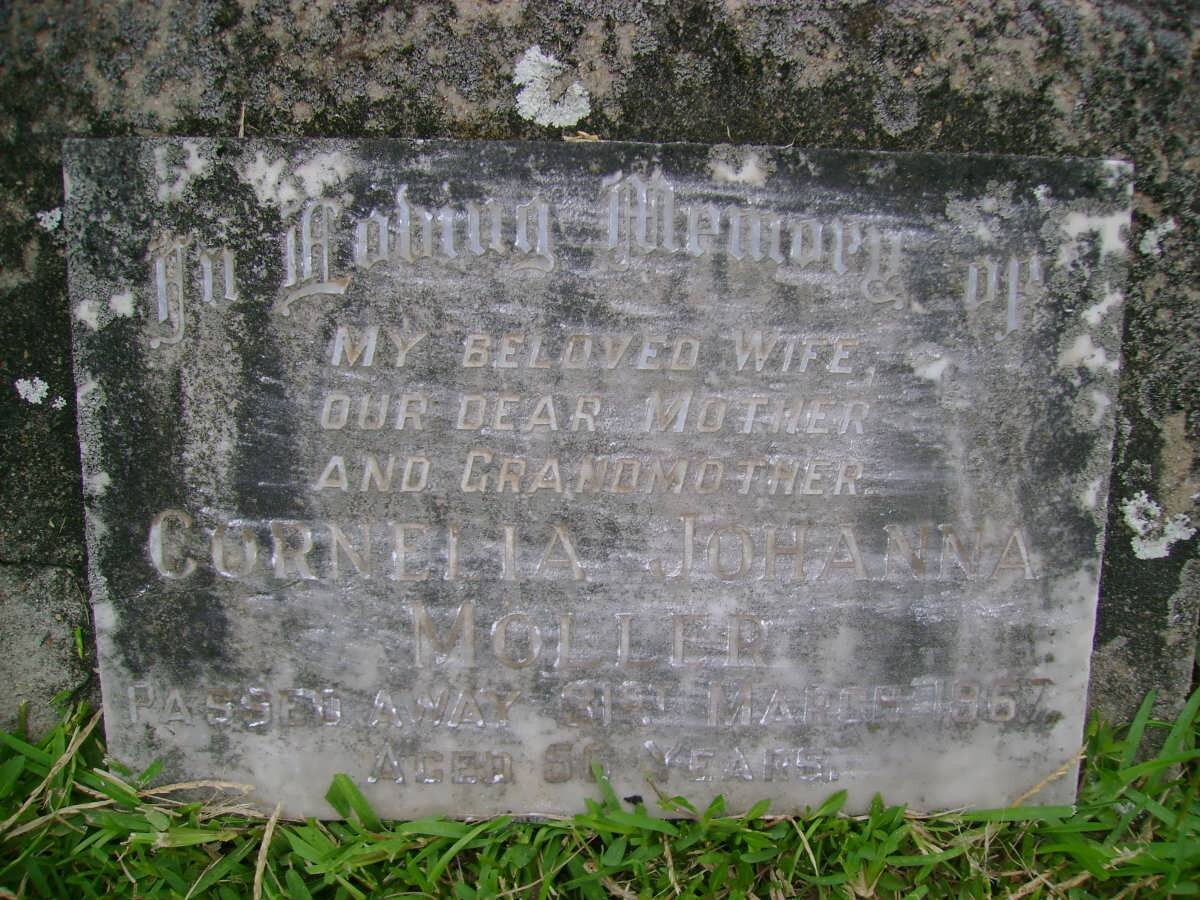 In Loving Memory of
MY BELOVED WIFE,
OUR DEAR MOTHER
AND GRANDMOTHER.
CORNELIA JOHANNA
MOLLER
PASSED AWAY 31ST MARCH 1967
AGED YEARS.